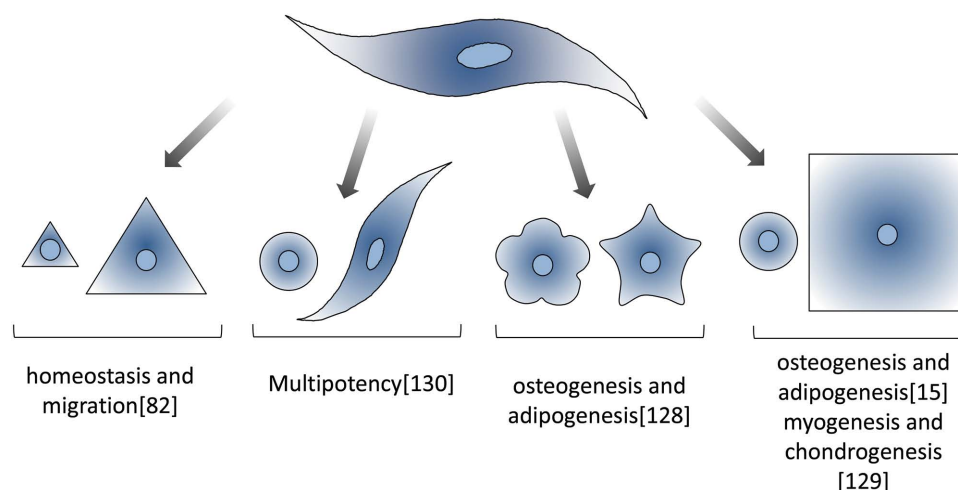 homeostasis and
migration[82]
Multipotency[130]
osteogenesis and
adipogenesis[128]
osteogenesis and
adipogenesis[15]
myogenesis and
chondrogenesis
[129]